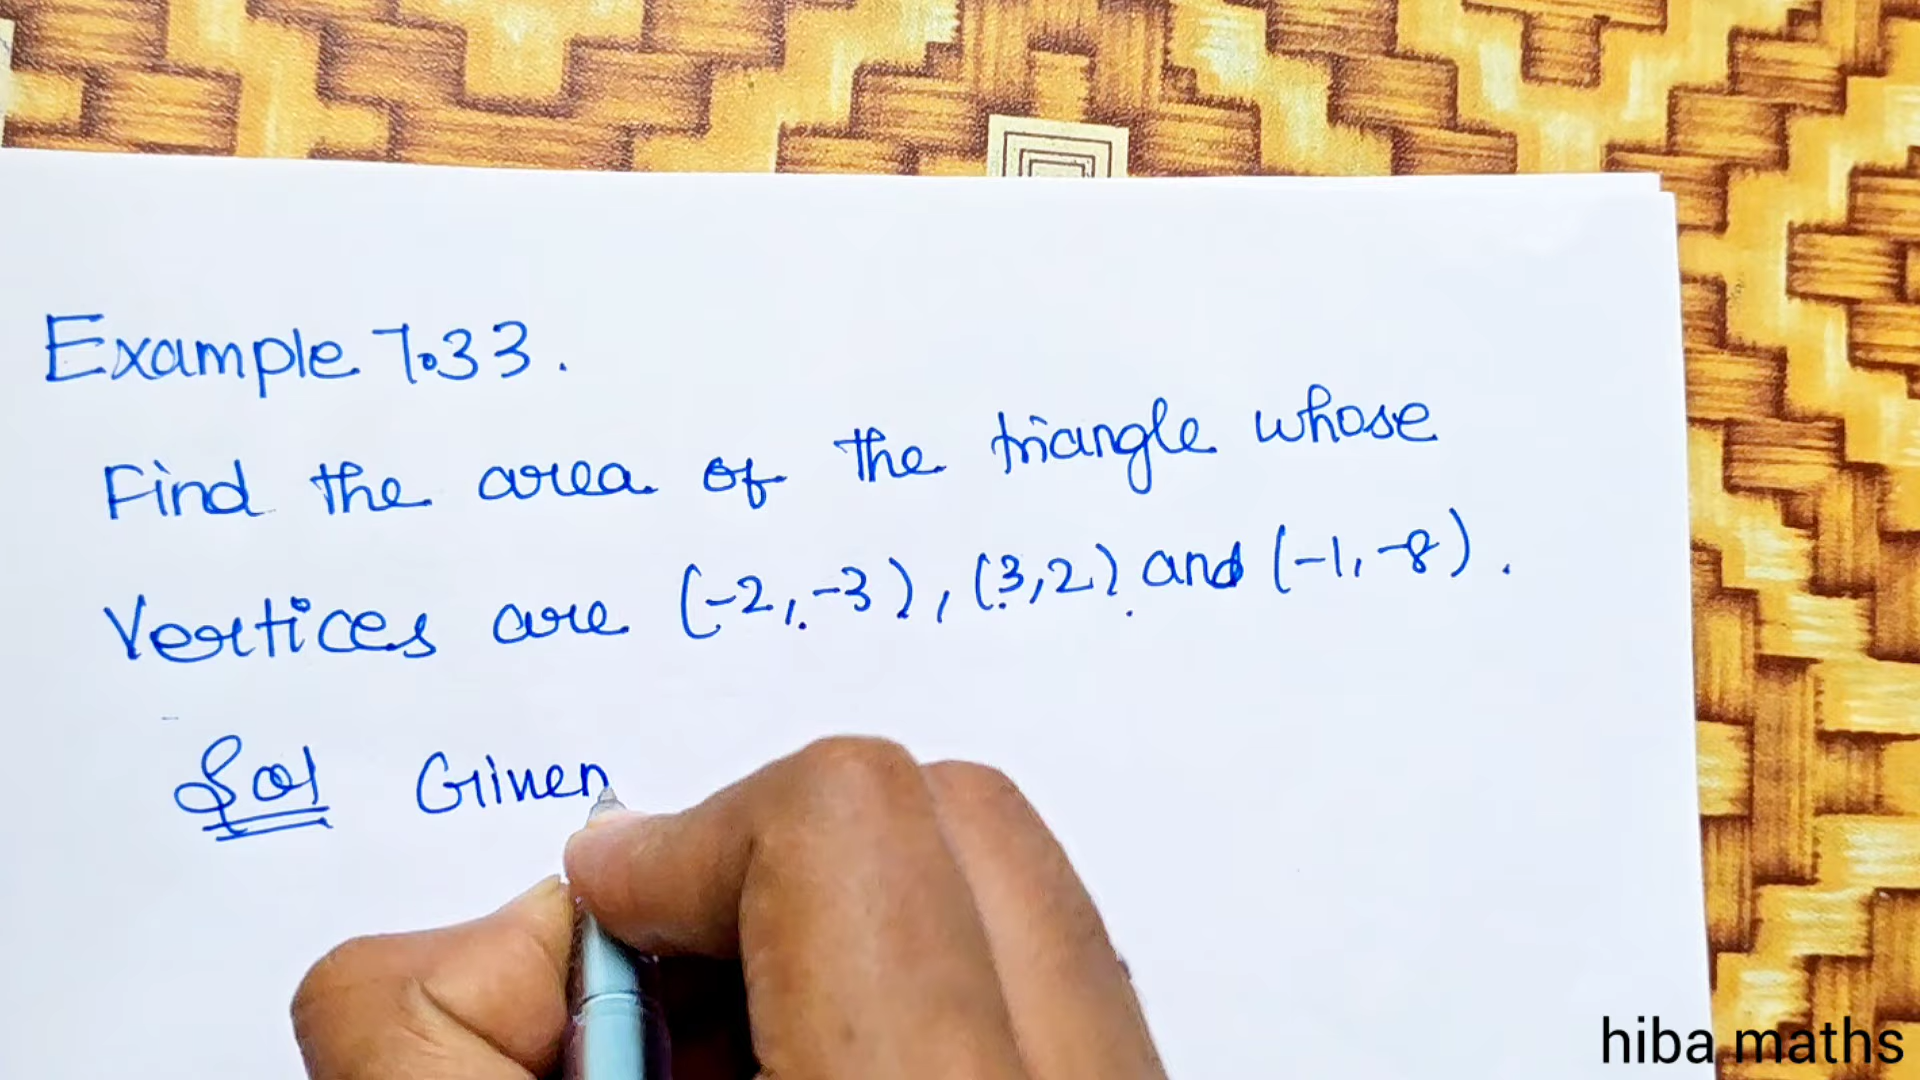 Example 7.33.
Find the area of the triangle whose
Vertices are (-2,-3), (3,2) and (-1,-8).
Sol Given
hiba maths